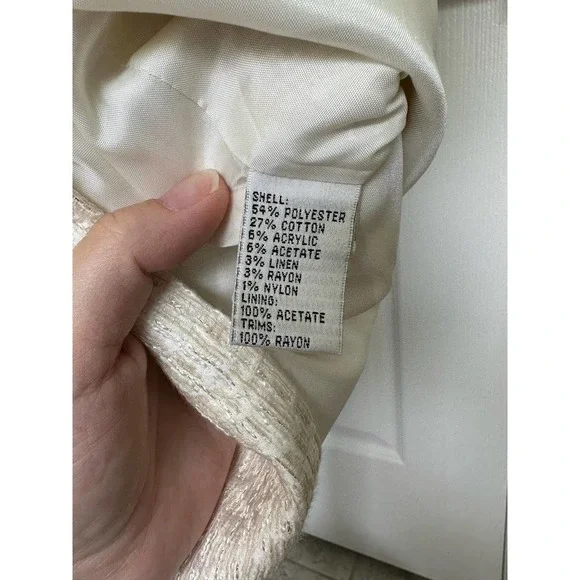 SHELL:
54% POLYESTER
27% COTTON
6% ACRYLIC
6% ACETATE
3% LINEN
3% RAYON
1% NYLON
LINING:
100% ACETATE
TRIMS:
100% RAYON